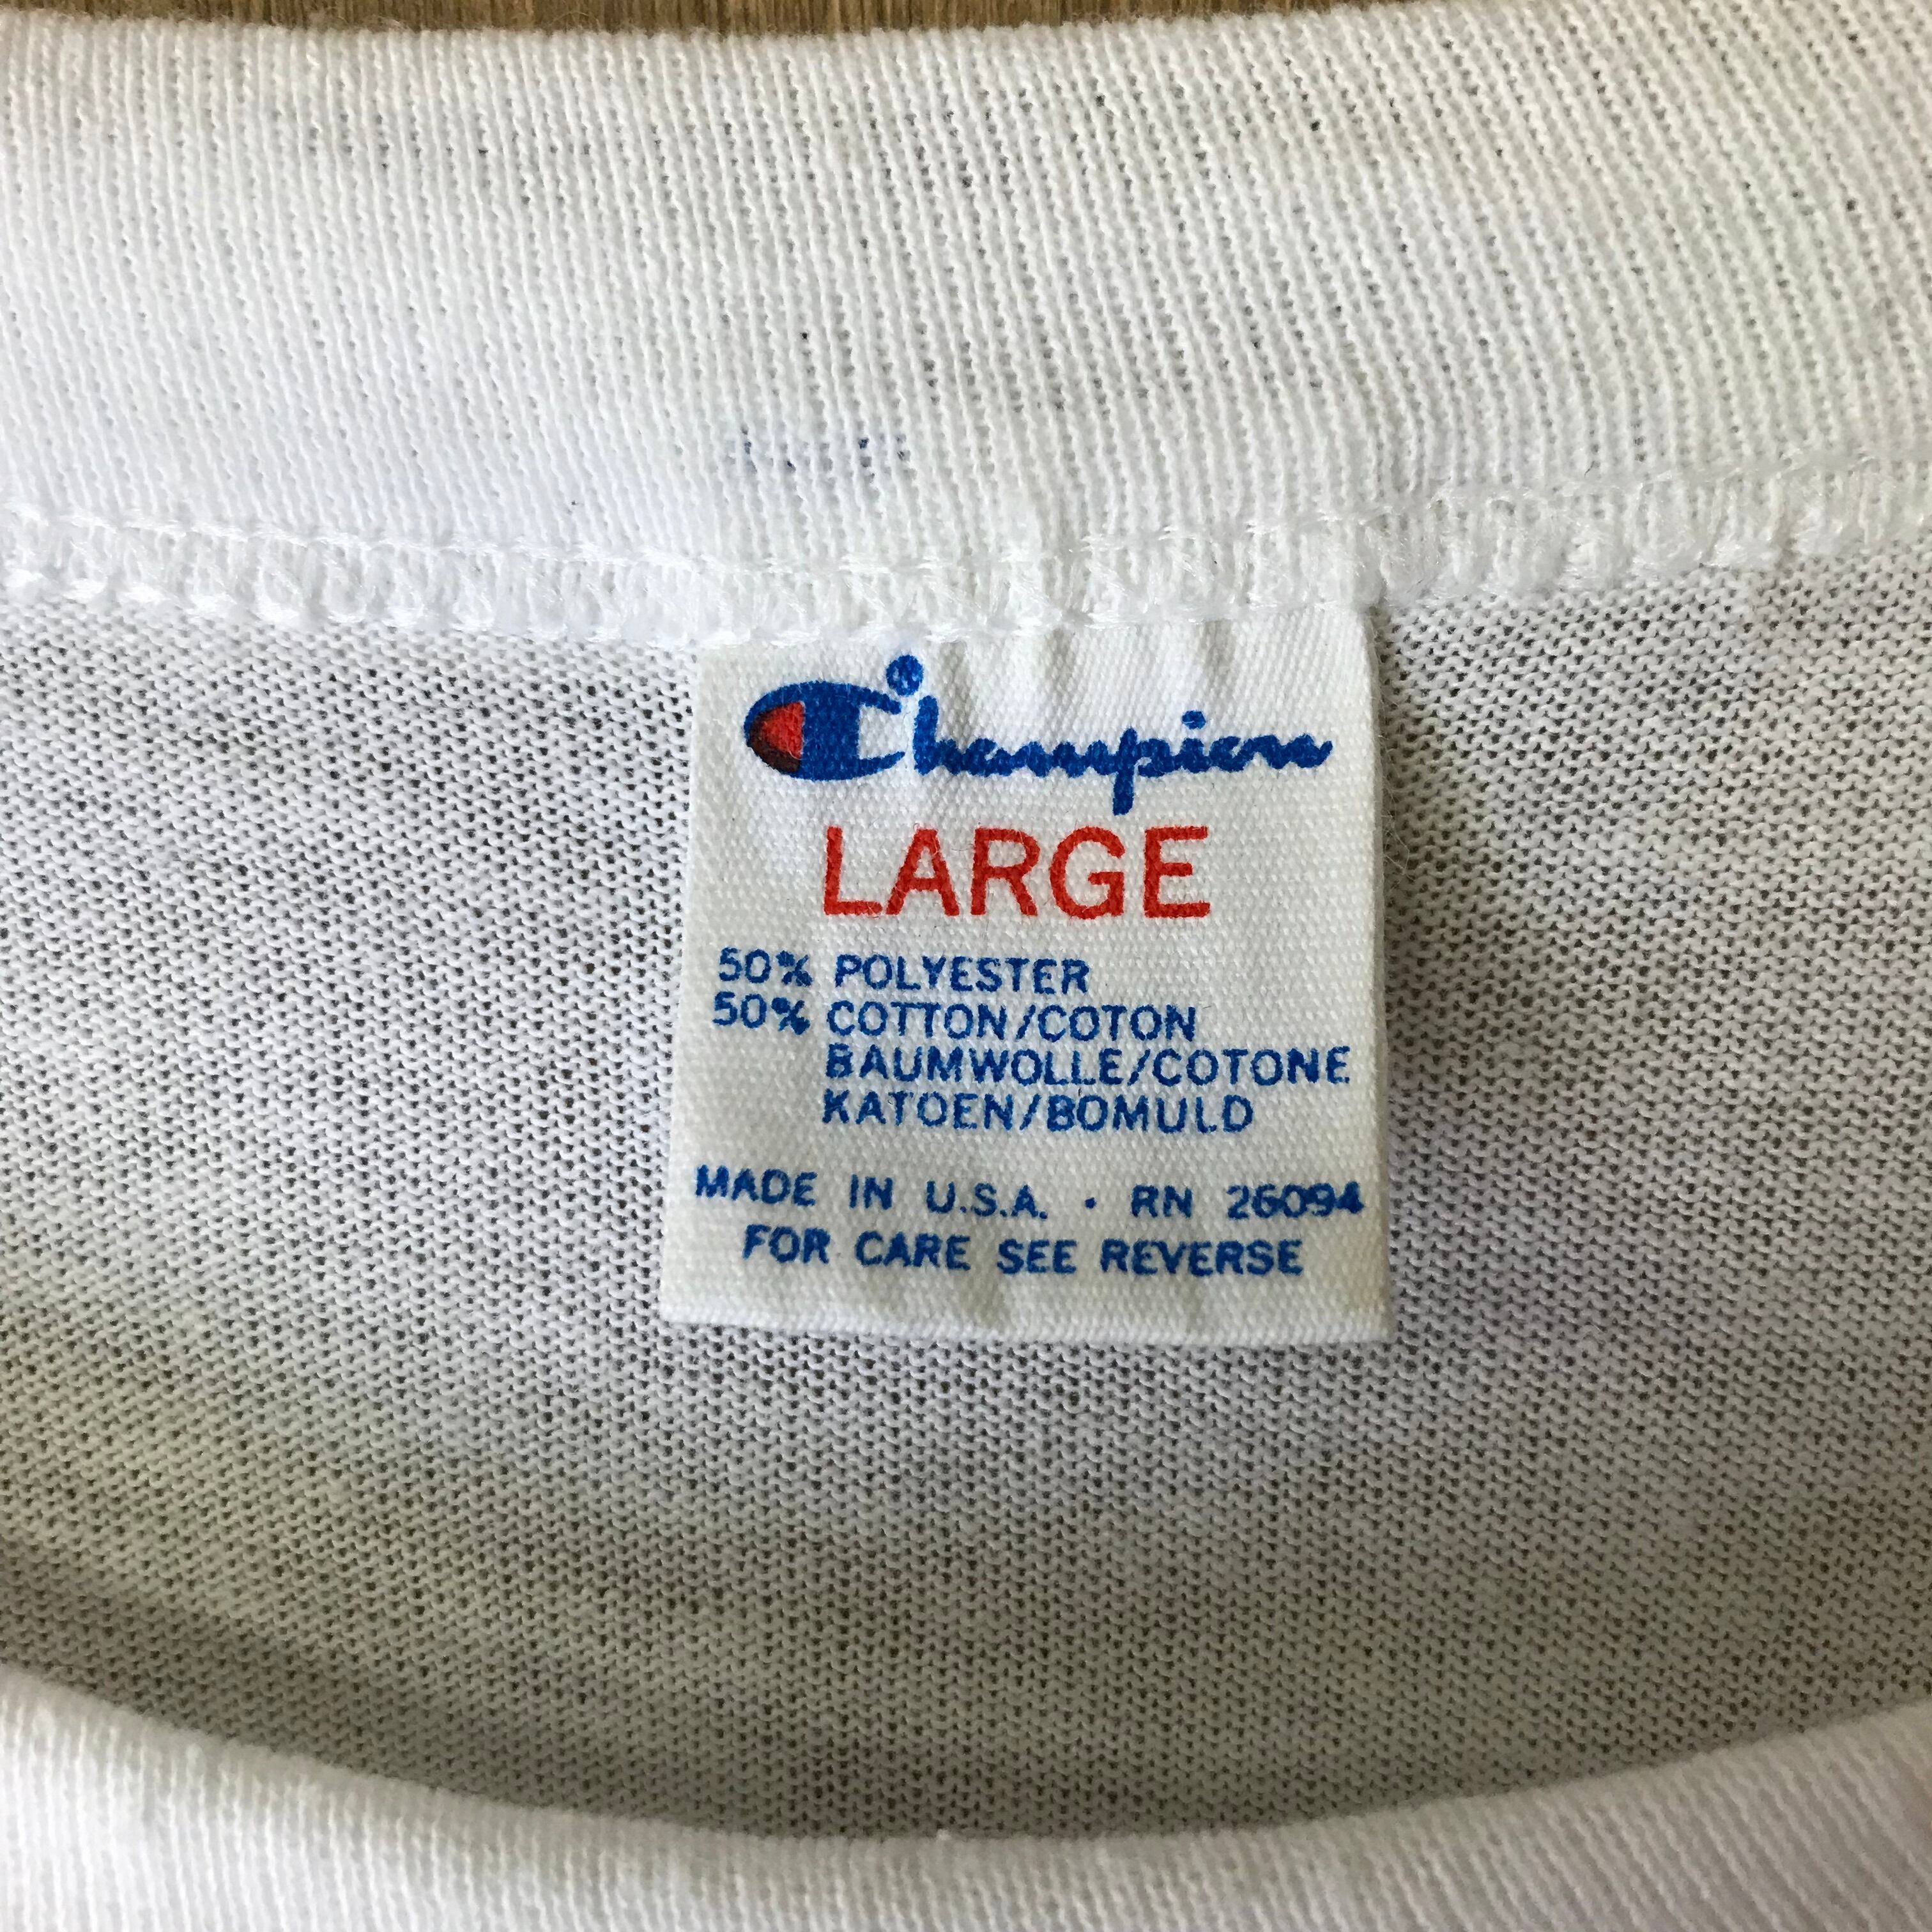 Champion
LARGE
50% POLYESTER
50% COTTON/COTON
BAUMWOLLE/COTONE
KATOEN/BOMULD
MADE IN U.S.A. · RN 26094
FOR CARE SEE REVERSE